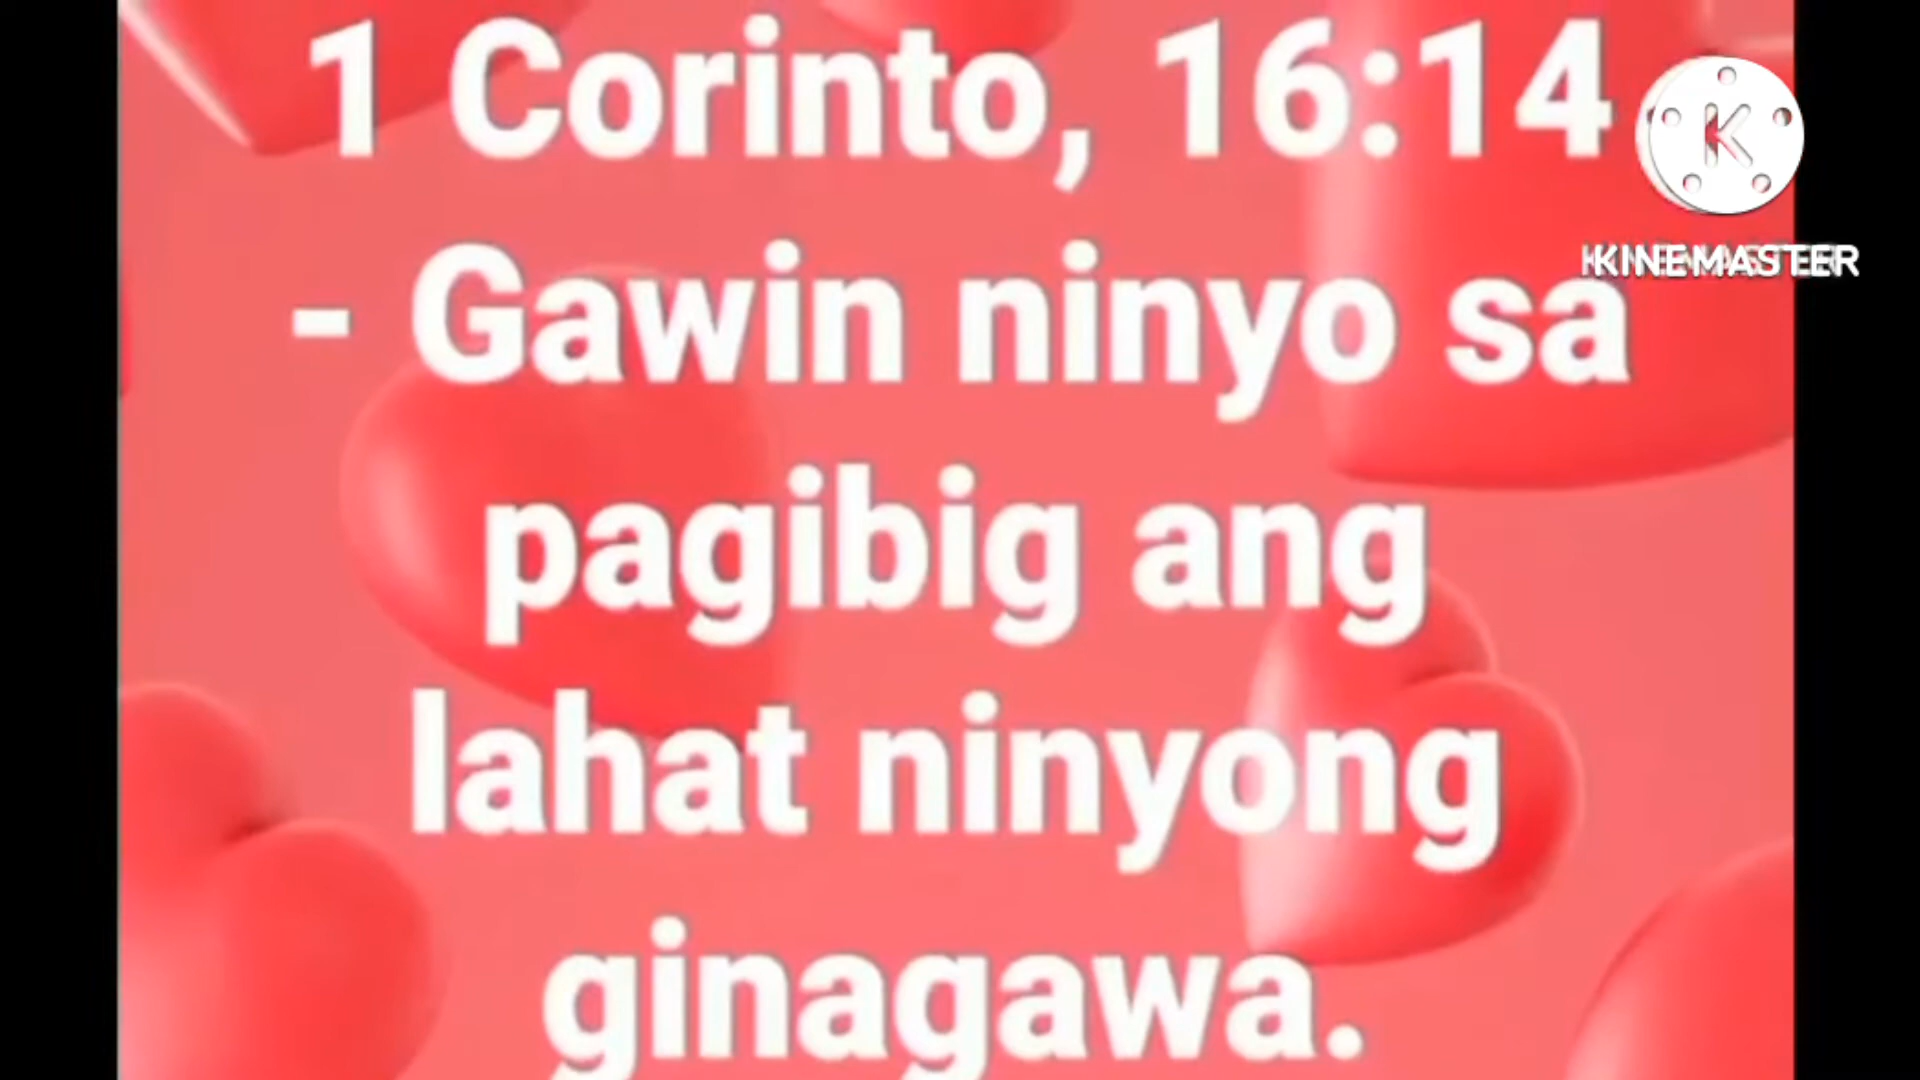 1 Corinto, 16:14
- Gawin ninyo sa
pagibig ang
lahat ninyong
ginagawa.
K
KINEMASTER